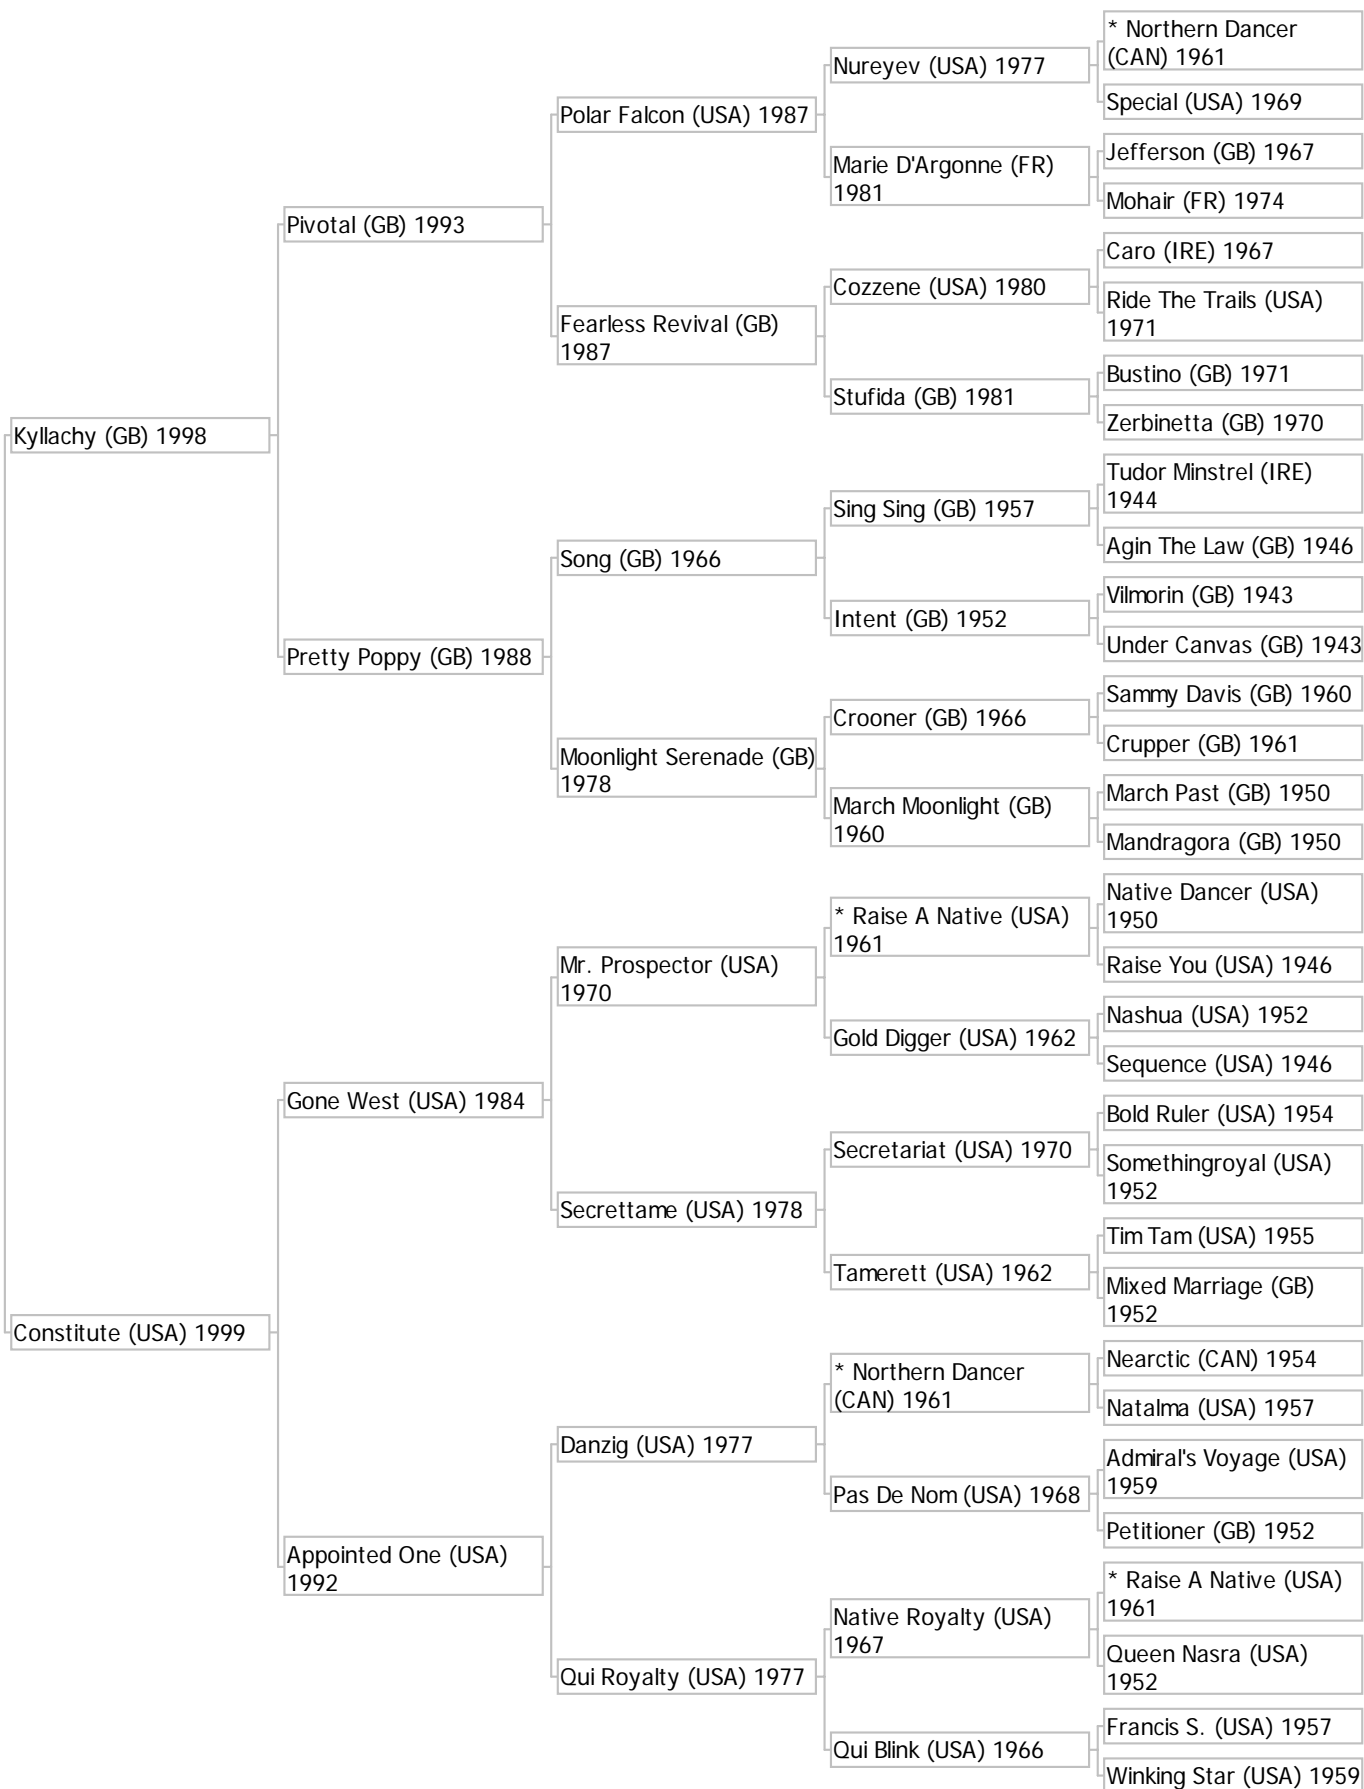 * Northern Dancer
(CAN) 1961
Nureyev (USA) 1977
Special (USA) 1969
Polar Falcon (USA) 1987
Jefferson (GB) 1967
Marie D'Argonne (FR)
1981
Mohair (FR) 1974
Pivotal (GB) 1993
Caro (IRE) 1967
Cozzene (USA) 1980
Ride The Trails (USA)
1971
Fearless Revival (GB)
1987
Bustino (GB) 1971
Stufida (GB) 1981
Zerbinetta (GB) 1970
Kyllachy (GB) 1998
Tudor Minstrel (IRE)
1944
Sing Sing (GB) 1957
Agin The Law (GB) 1946
Song (GB) 1966
Vilmorin (GB) 1943
Intent (GB) 1952
Under Canvas (GB) 1943
Pretty Poppy (GB) 1988
Sammy Davis (GB) 1960
Crooner (GB) 1966
Crupper (GB) 1961
Moonlight Serenade (GB)
1978
March Past (GB) 1950
March Moonlight (GB)
1960
Mandragora (GB) 1950
Native Dancer (USA)
1950
* Raise A Native (USA)
1961
Raise You (USA) 1946
Mr. Prospector (USA)
1970
Nashua (USA) 1952
Gold Digger (USA) 1962
Sequence (USA) 1946
Gone West (USA) 1984
Bold Ruler (USA) 1954
Secretariat (USA) 1970
Somethingroyal (USA)
1952
Secrettame (USA) 1978
Tim Tam (USA) 1955
Tamerett (USA) 1962
Mixed Marriage (GB)
1952
Constitute (USA) 1999
Nearctic (CAN) 1954
* Northern Dancer
(CAN) 1961
Natalma (USA) 1957
Danzig (USA) 1977
Admiral's Voyage (USA)
1959
Pas De Nom (USA) 1968
Petitioner (GB) 1952
Appointed One (USA)
1992
* Raise A Native (USA)
1961
Native Royalty (USA)
1967
Queen Nasra (USA)
1952
Qui Royalty (USA) 1977
Francis S. (USA) 1957
Qui Blink (USA) 1966
Winking Star (USA) 1959